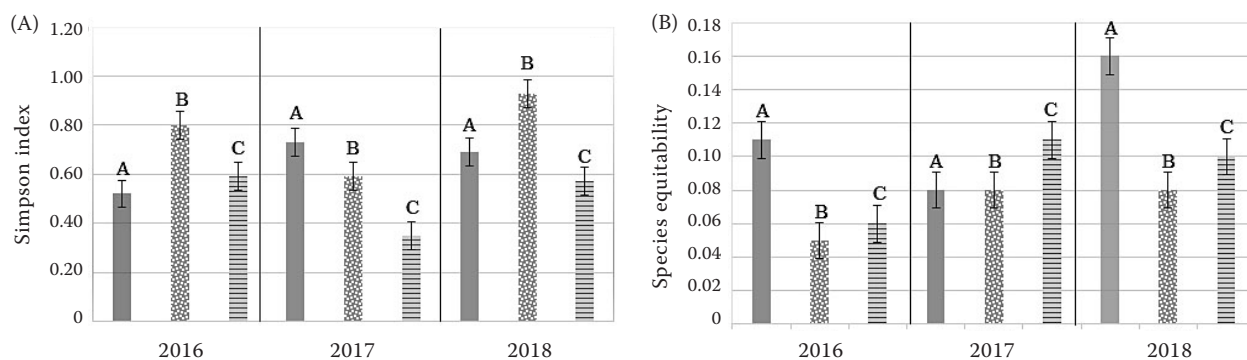 (A)
Simpson index
1.20
1.00
0.80
0.60
0.40
0.20
0
A
B
C
A
B
C
A
B
C
2016
2017
2018
(B)
Species equitability
0.18
0.16
0.14
0.12
0.10
0.08
0.06
0.04
0.02
0
A
B
C
A
B
C
A
B
C
2016
2017
2018